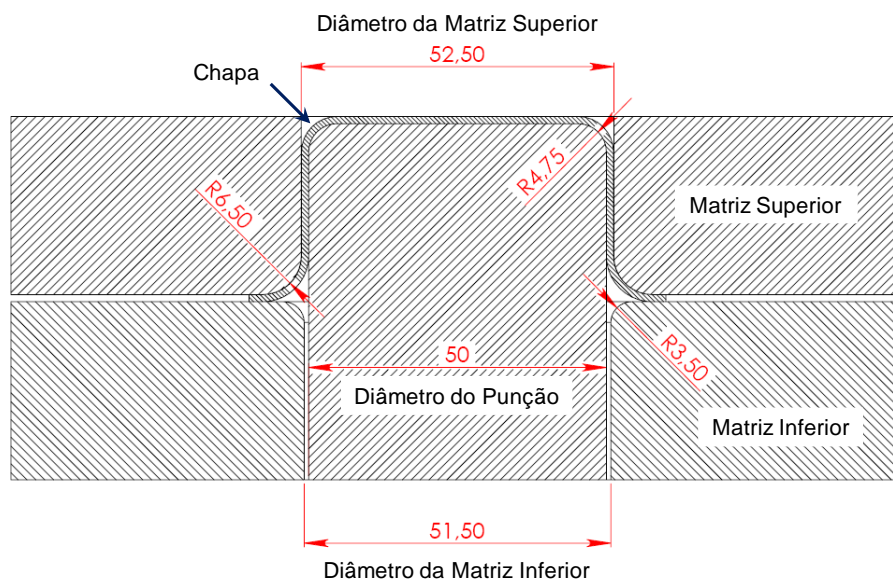 Diâmetro da Matriz Superior
52,50
Chapa
R4,75
R6,50
Matriz Superior
50
R3,50
Diâmetro do Punção
Matriz Inferior
51,50
Diâmetro da Matriz Inferior